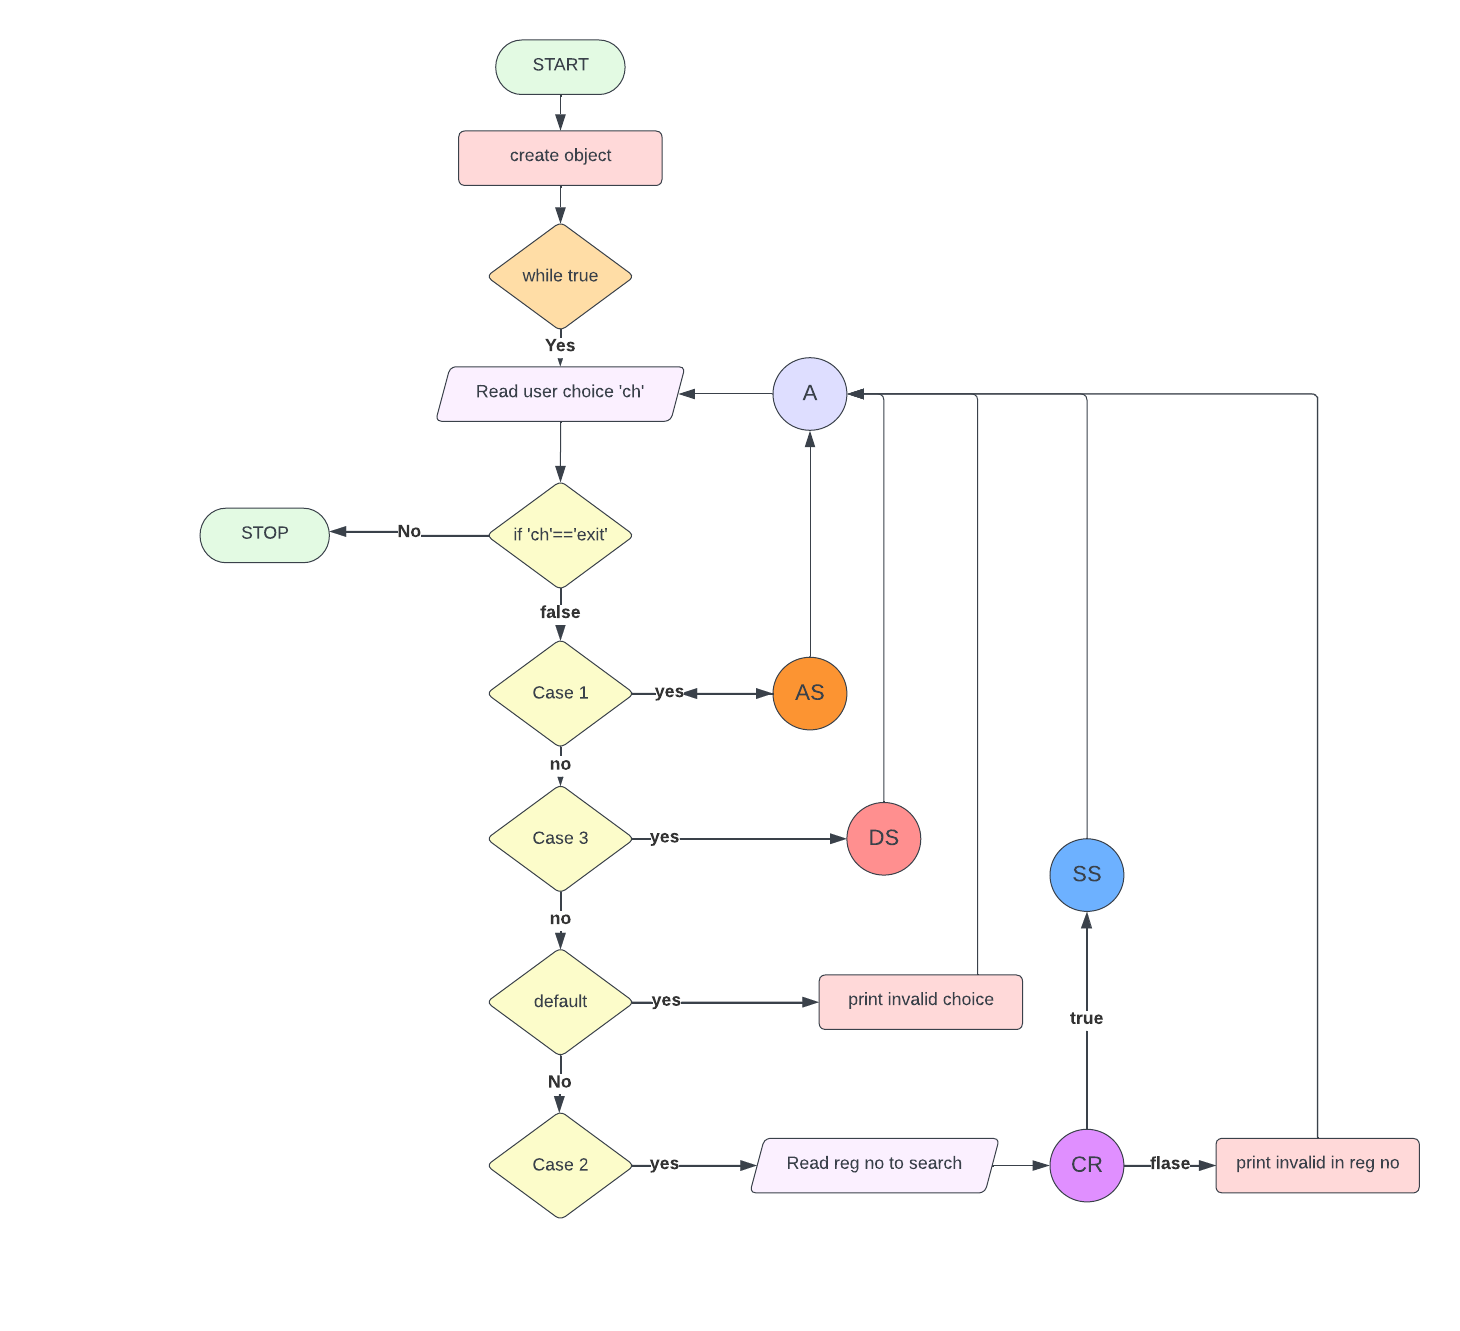 START
create object
while true
Yes
Read user choice 'ch'
A
if 'ch'=='exit'
No
STOP
false
Case 1
yes
AS
no
Case 3
yes
DS
SS
no
default
yes
print invalid choice
true
No
Case 2
yes
Read reg no to search
CR
flase
print invalid in reg no